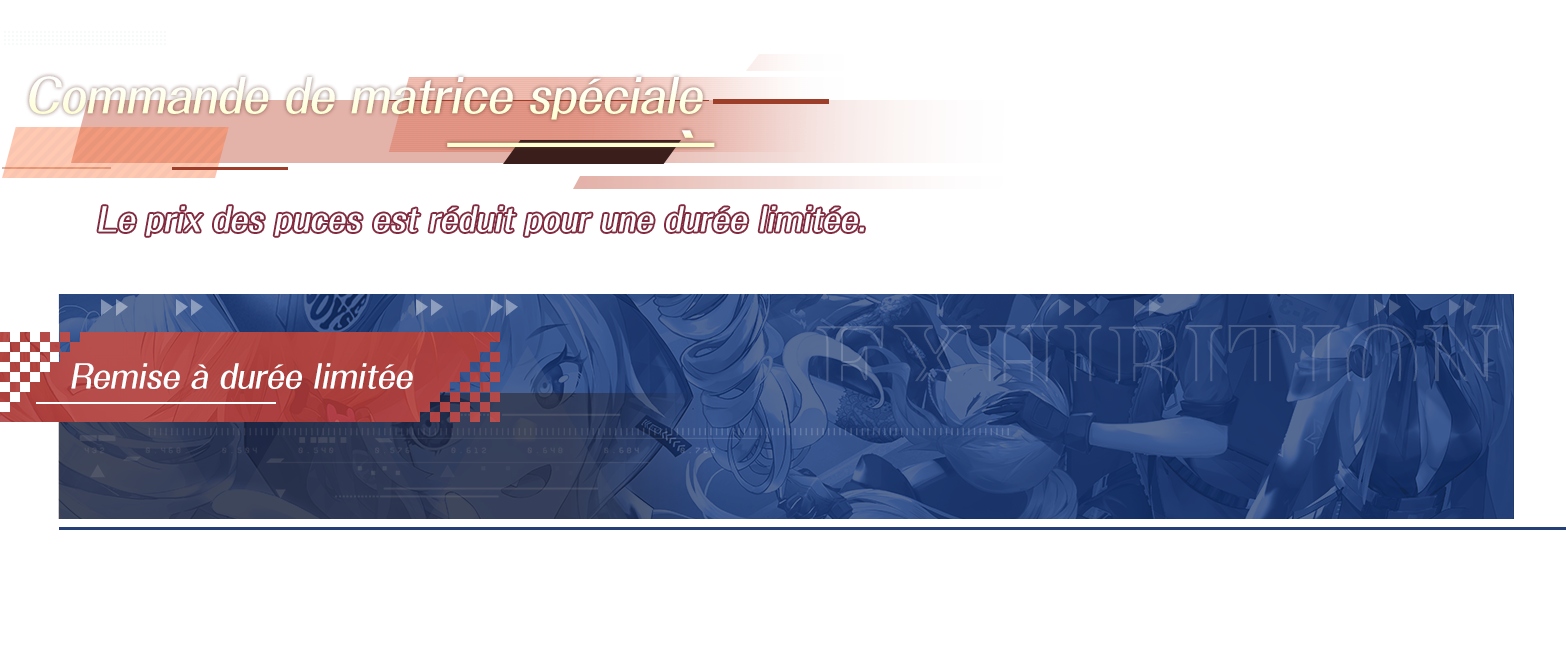 Commande de matrice spéciale
Le prix des puces est réduit pour une durée limitée.
EXHIBITION
Remise à durée limitée